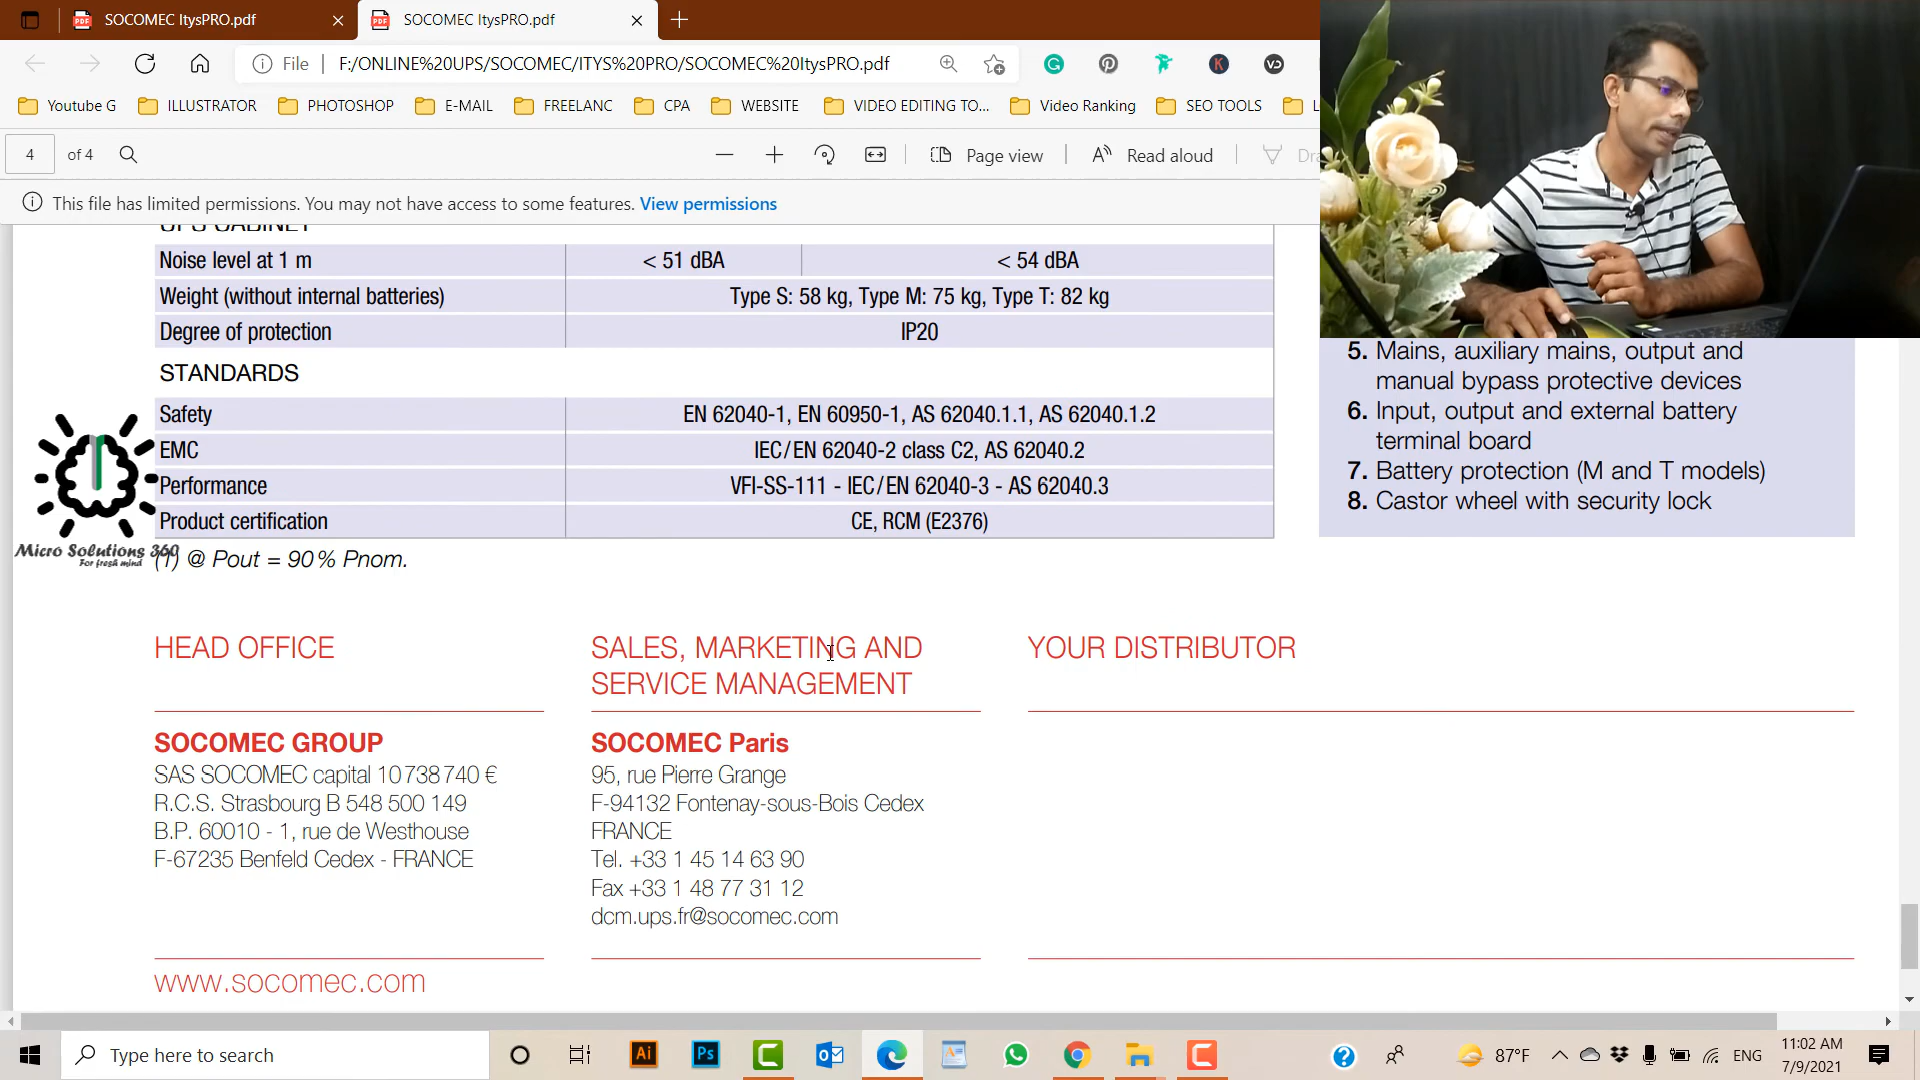 SOCOMEC ItysPRO.pdf
SOCOMEC ItysPRO.pdf
File
F:/ONLINE%20UPS/SOCOMEC/ITYS%20PRO/SOCOMEC%20ItysPRO.pdf
Youtube G
ILLUSTRATOR
PHOTOSHOP
E-MAIL
FREELANC
CPA
WEBSITE
VIDEO EDITING TO...
Video Ranking
SEO TOOLS
4 of 4
Page view
Read aloud
This file has limited permissions. You may not have access to some features. View permissions
UPS CABINET
Noise level at 1 m < 51 dBA < 54 dBA
Weight (without internal batteries) Type S: 58 kg, Type M: 75 kg, Type T: 82 kg
Degree of protection IP20
STANDARDS
Safety EN 62040-1, EN 60950-1, AS 62040.1.1, AS 62040.1.2
EMC IEC/EN 62040-2 class C2, AS 62040.2
Performance VFI-SS-111 - IEC/EN 62040-3 - AS 62040.3
Product certification CE, RCM (E2376)
(1) @ Pout = 90% Pnom.
Micro Solutions 360
For fresh mind
5. Mains, auxiliary mains, output and
manual bypass protective devices
6. Input, output and external battery
terminal board
7. Battery protection (M and T models)
8. Castor wheel with security lock
HEAD OFFICE
SOCOMEC GROUP
SAS SOCOMEC capital 10 738 740 €
R.C.S. Strasbourg B 548 500 149
B.P. 60010 - 1, rue de Westhouse
F-67235 Benfeld Cedex - FRANCE
www.socomec.com
SALES, MARKETING AND
SERVICE MANAGEMENT
SOCOMEC Paris
95, rue Pierre Grange
F-94132 Fontenay-sous-Bois Cedex
FRANCE
Tel. +33 1 45 14 63 90
Fax +33 1 48 77 31 12
dcm.ups.fr@socomec.com
YOUR DISTRIBUTOR
Type here to search
Ai
Ps
87°F
ENG
11:02 AM
7/9/2021